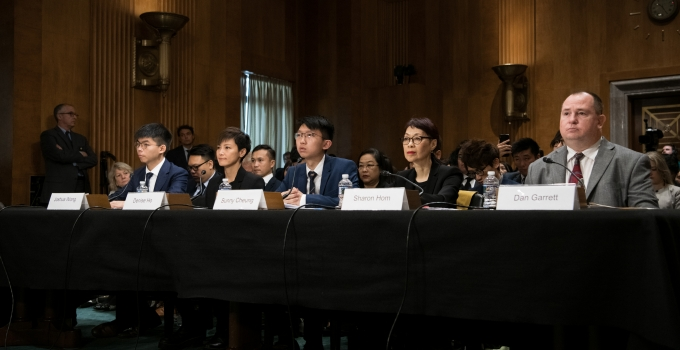 Joshua Wong
Denise Ho
Sunny Cheung
Sharon Hom
Dan Garrett